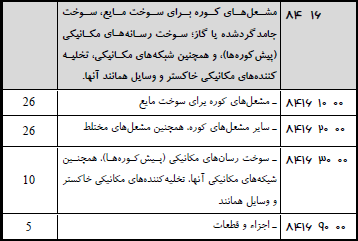 ۸۴ ۱۶ مشعل‌های کوره برای سوخت مایع، سوخت
جامد گردشده یا گاز؛ سوخت رسانه‌های مکانیکی
(پیش‌کوره‌ها)، و همچنین شبکه‌های مکانیکی، تخلیه
کننده‌های مکانیکی خاکستر و وسایل همانند آنها.
۸۴۱۶ ۱۰ ۰۰ ـ مشعل‌های کوره برای سوخت مایع 26
۸۴۱۶ ۲۰ ۰۰ ـ سایر مشعل‌های کوره، همچنین مشعل‌های مختلط 26
۸۴۱۶ ۳۰ ۰۰ ـ سوخت رسان‌های مکانیکی (پیش‌کوره‌ها)، همچنین
شبکه‌های مکانیکی آنها، تخلیه‌کننده‌های مکانیکی خاکستر 10
و وسایل همانند
۸۴۱۶ ۹۰ ۰۰ ـ اجزاء و قطعات 5